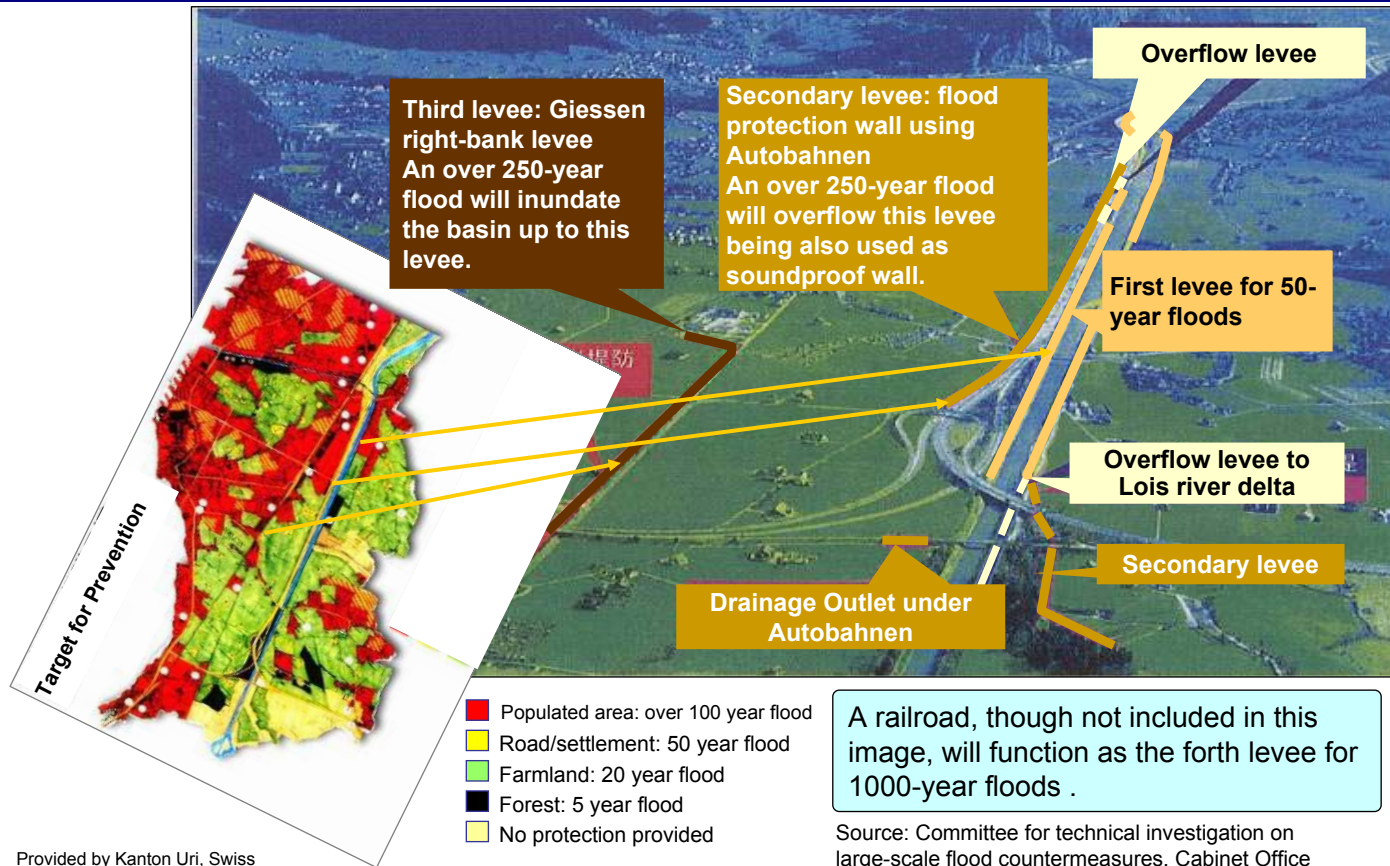 Overflow levee
Third levee: Giessen
right-bank levee
An over 250-year
flood will inundate
the basin up to this
levee.
Secondary levee: flood
protection wall using
Autobahnen
An over 250-year flood
will overflow this levee
being also used as
soundproof wall.
First levee for 50-
year floods
堤防
Overflow levee to
Lois river delta
Secondary levee
Drainage Outlet under
Autobahnen
Target for Prevention
Populated area: over 100 year flood
Road/settlement: 50 year flood
Farmland: 20 year flood
Forest: 5 year flood
No protection provided
A railroad, though not included in this
image, will function as the forth levee for
1000-year floods .
Provided by Kanton Uri, Swiss
Source: Committee for technical investigation on
large-scale flood countermeasures, Cabinet Office